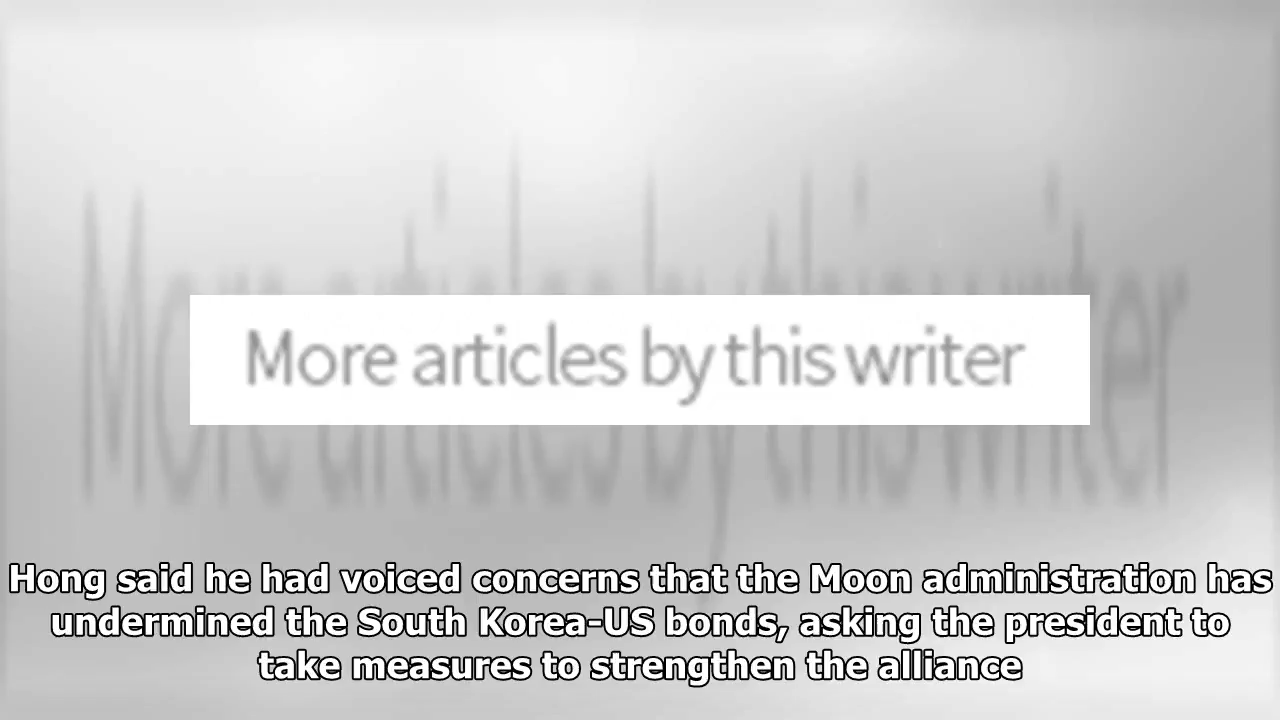 More articles by this writer
Hong said he had voiced concerns that the Moon administration has
undermined the South Korea-US bonds, asking the president to
take measures to strengthen the alliance